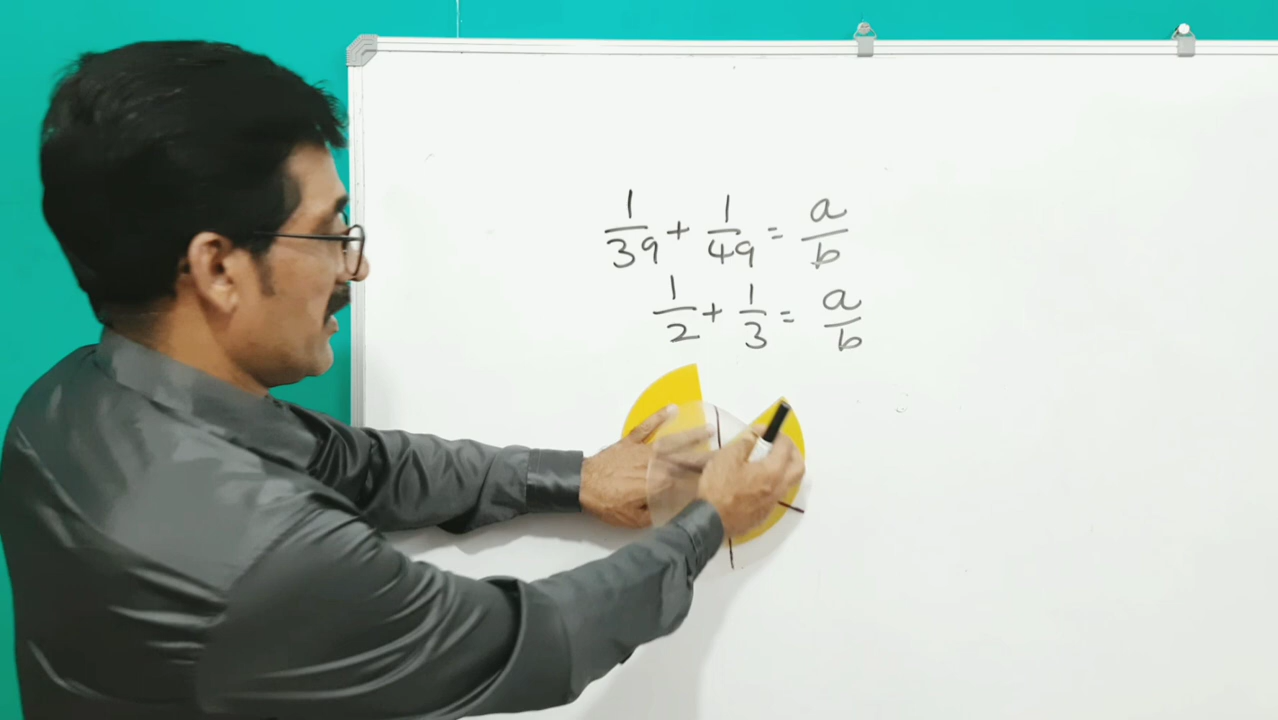 1/39 + 1/49 = a/b
1/2 + 1/3 = a/b